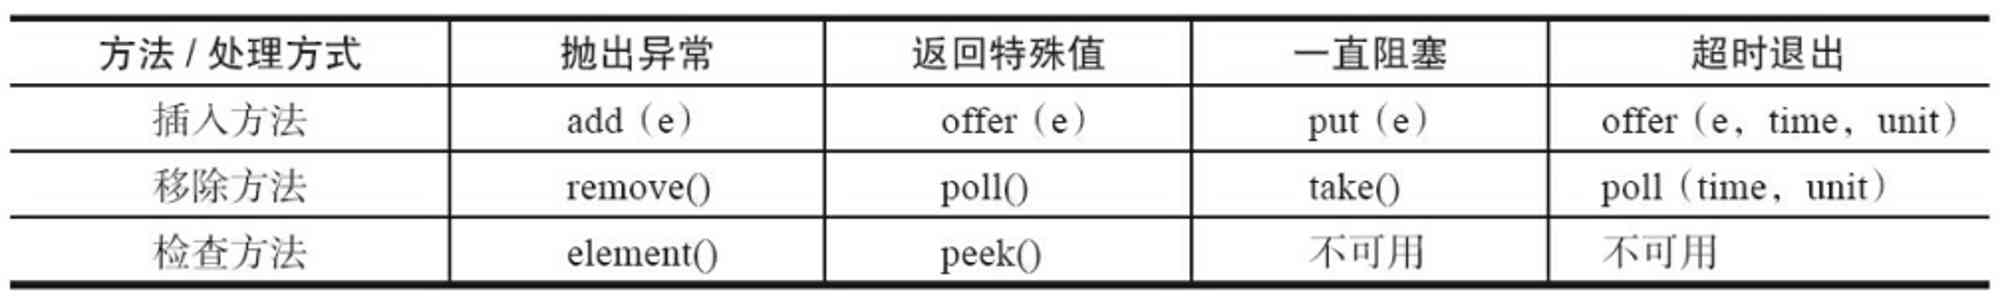 方法 / 处理方式 抛出异常 返回特殊值 一直阻塞 超时退出
插入方法 add（e） offer（e） put（e） offer（e，time，unit）
移除方法 remove() poll() take() poll（time，unit）
检查方法 element() peek() 不可用 不可用